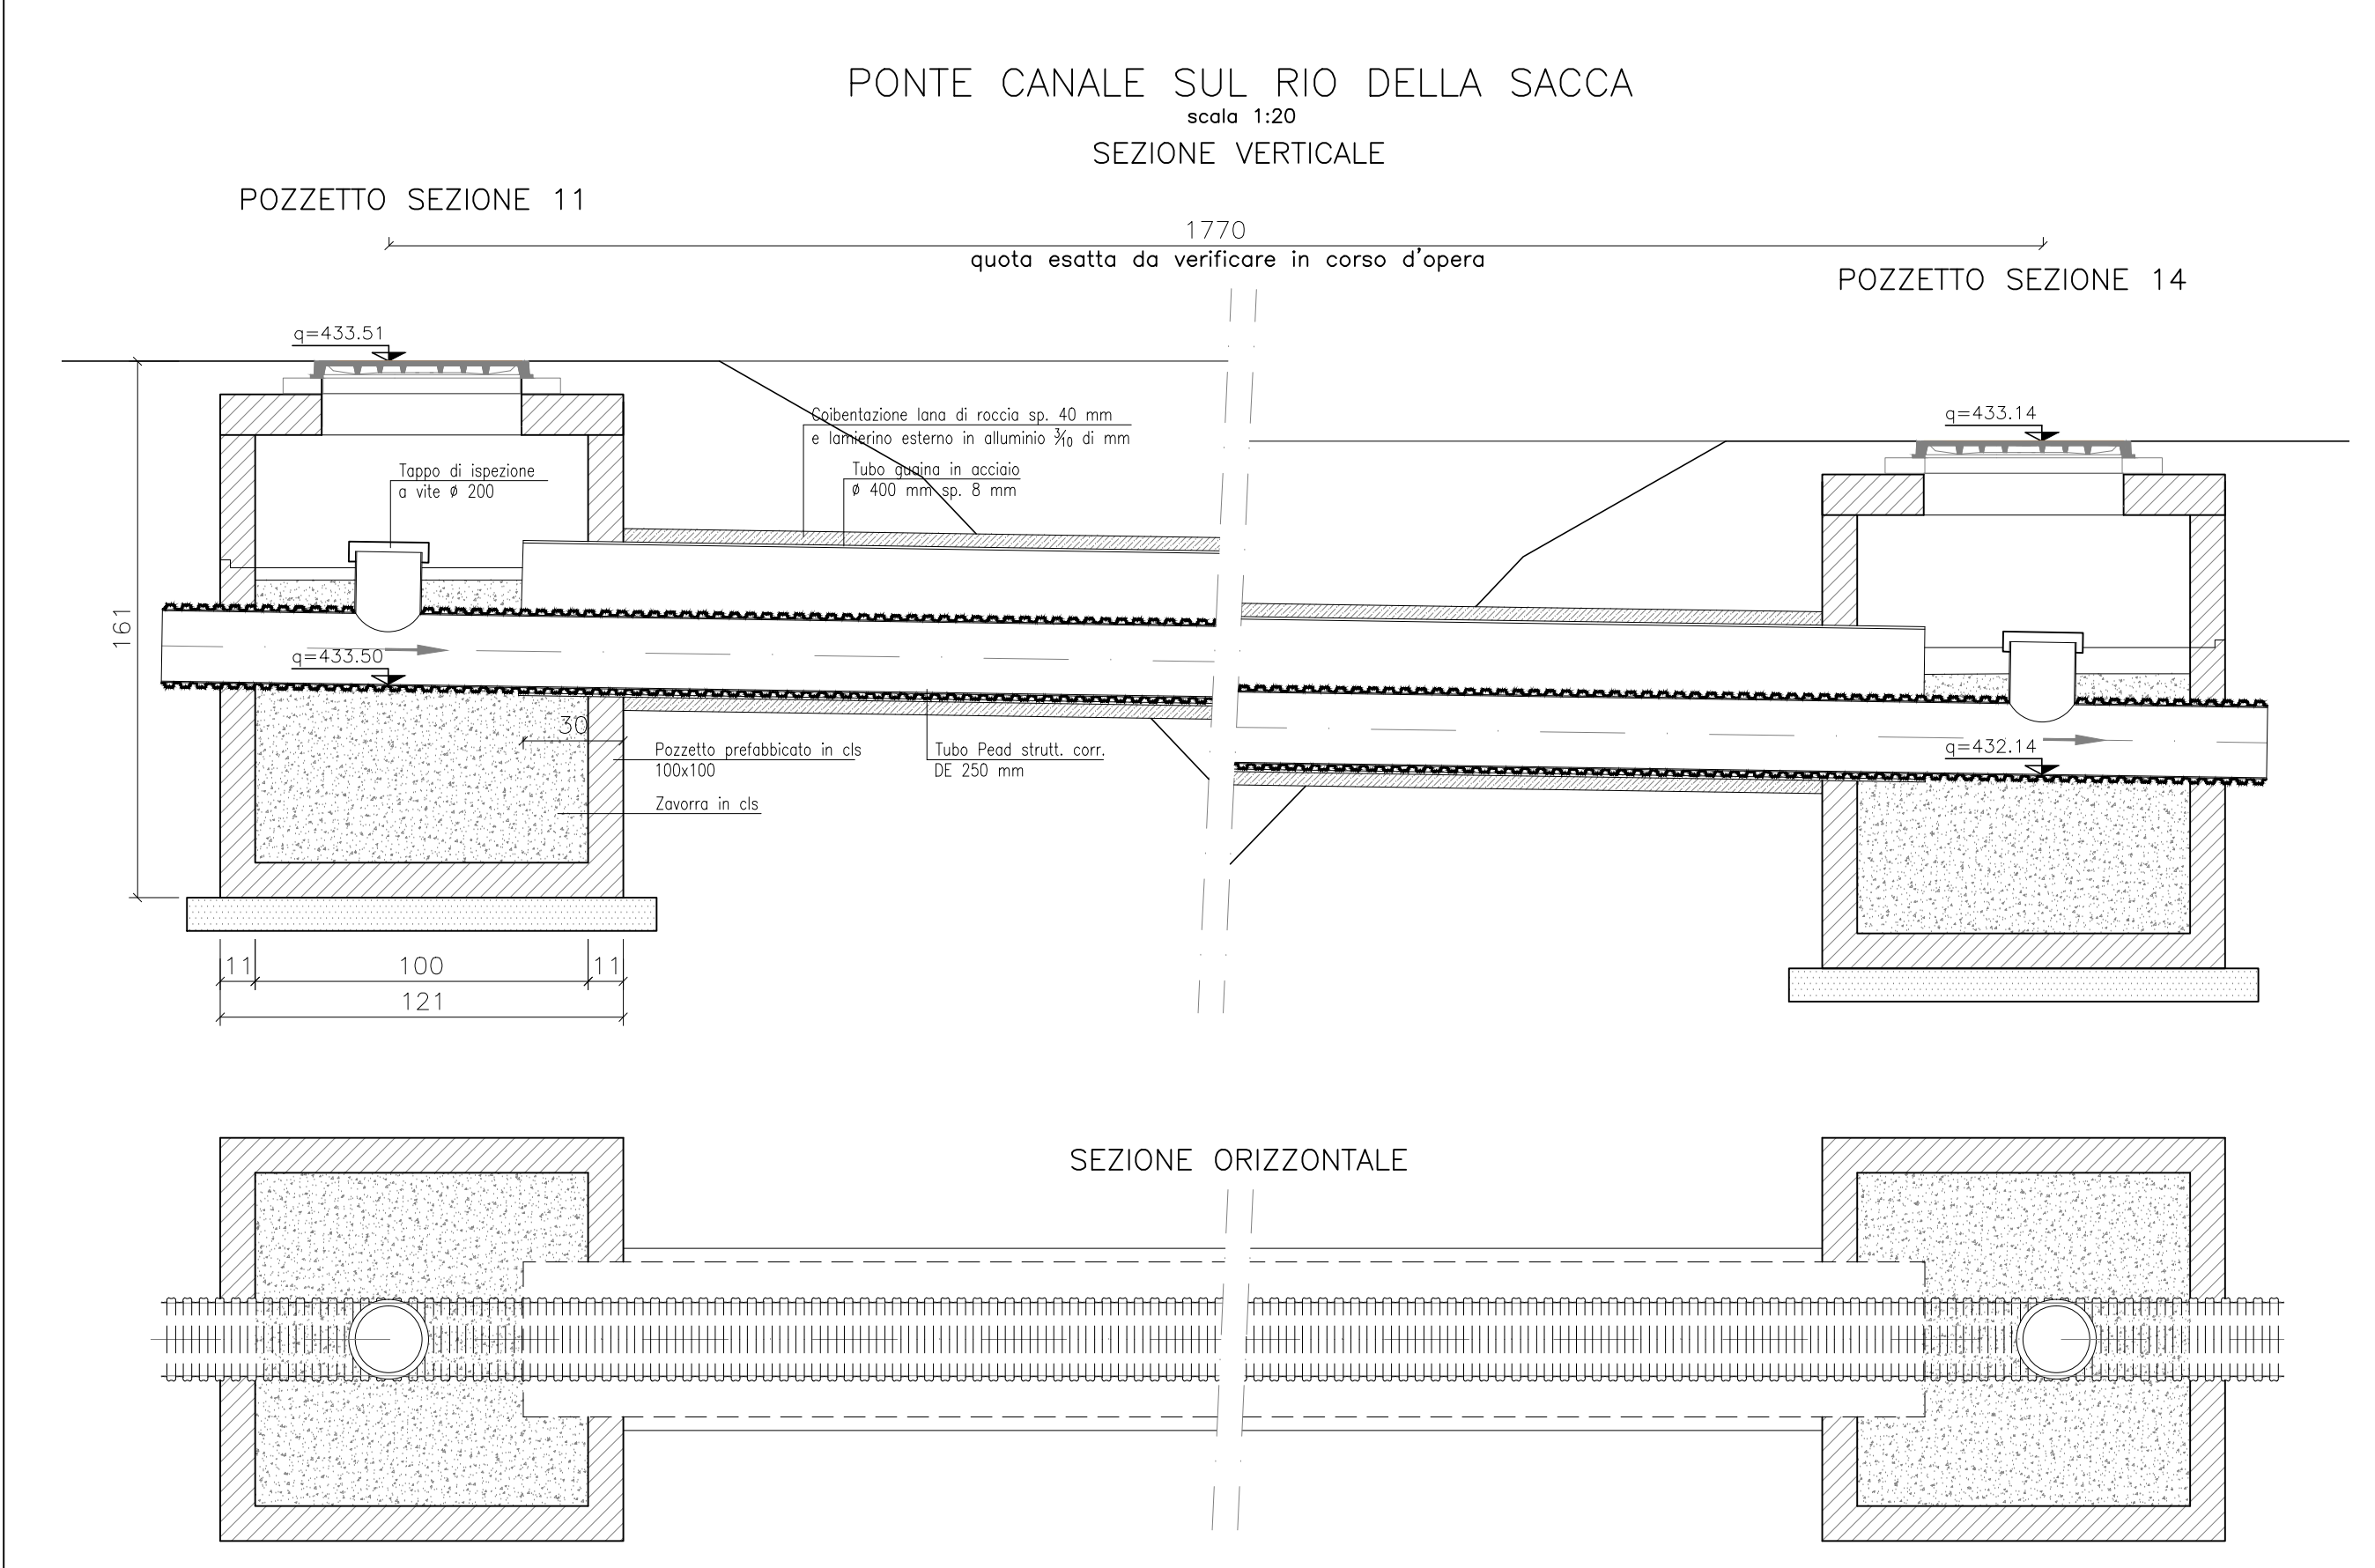 PONTE CANALE SUL RIO DELLA SACCA
scala 1:20
SEZIONE VERTICALE
POZZETTO SEZIONE 11
1770
quota esatta da verificare in corso d'opera
POZZETTO SEZIONE 14
q=433.51
Coibentazione lana di roccia sp. 40 mm
e lamierino esterno in alluminio 3/10 di mm
q=433.14
Tappo di ispezione
a vite ø 200
Tubo guaina in acciaio
ø 400 mm sp. 8 mm
161
q=433.50
30
Pozzetto prefabbicato in cls
100x100
Tubo Pead strutt. corr.
DE 250 mm
q=432.14
Zavorra in cls
11
100
11
121
SEZIONE ORIZZONTALE